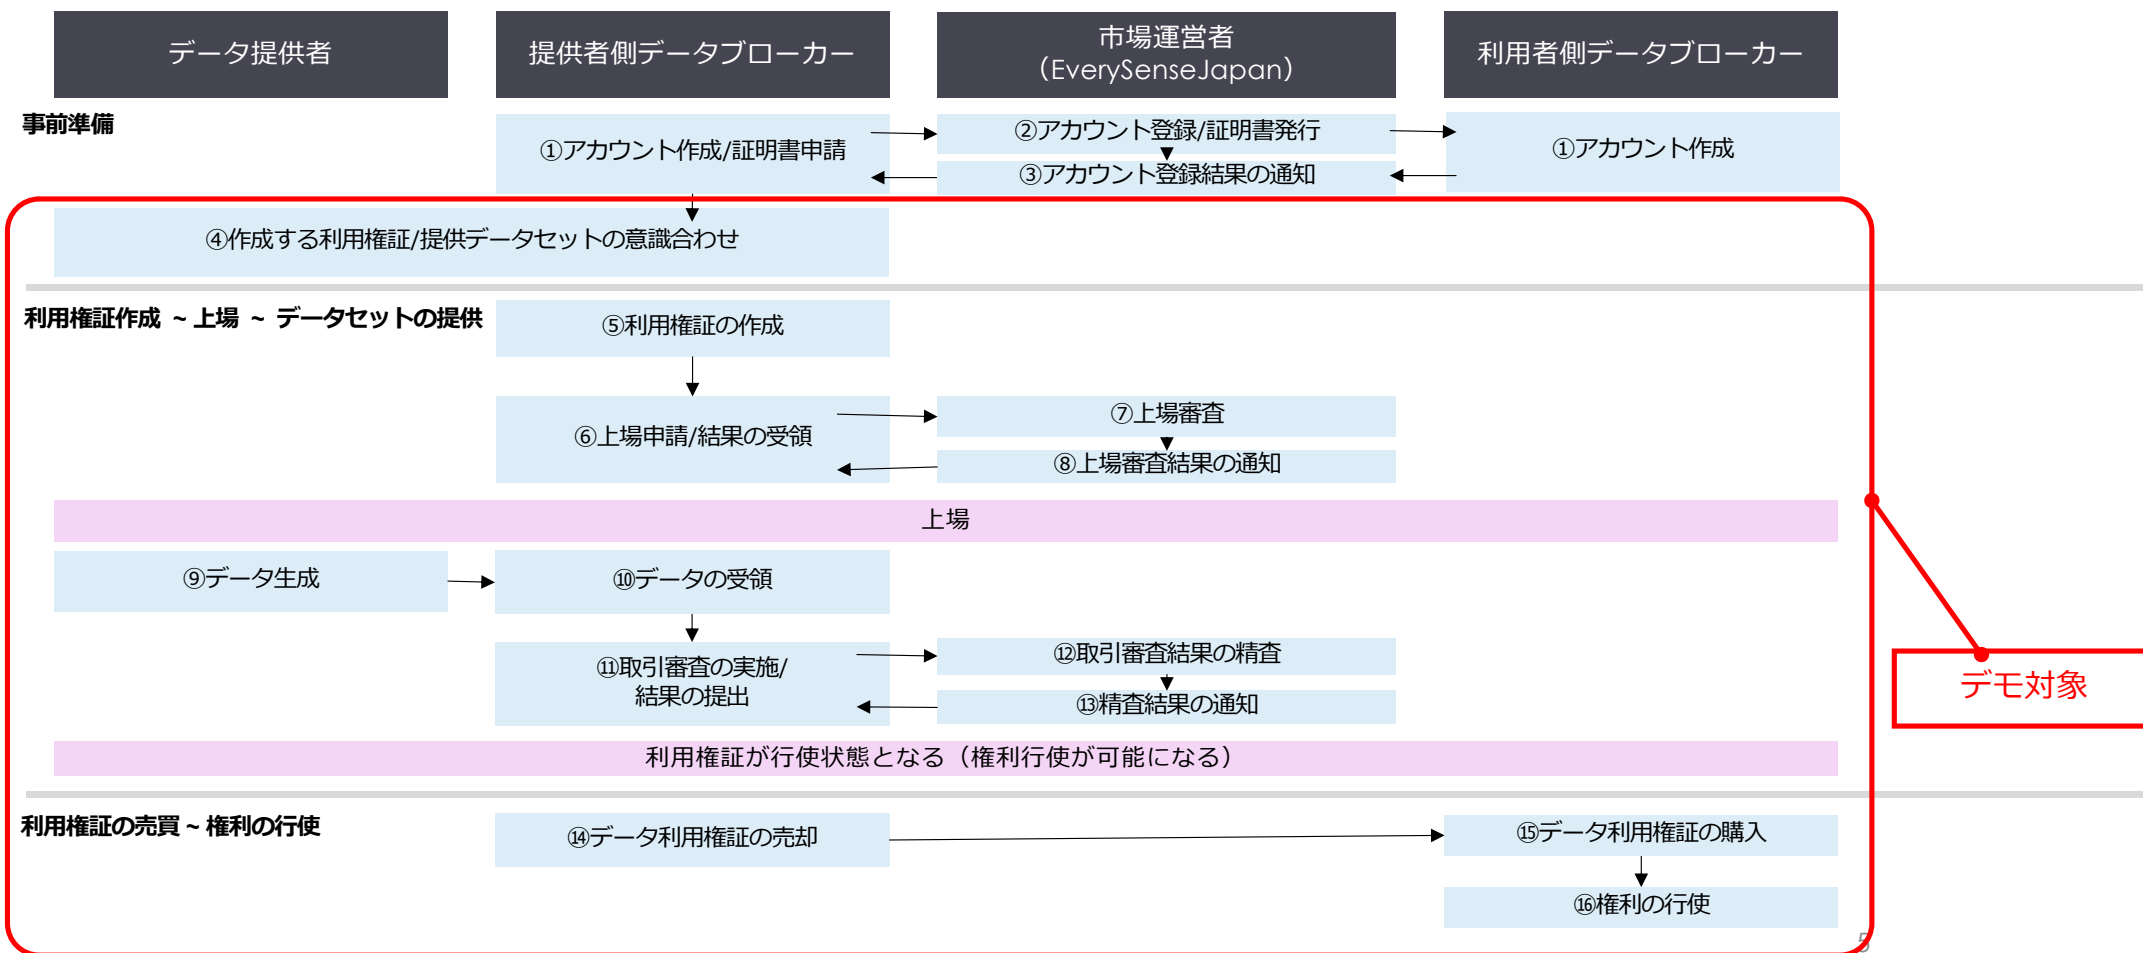 データ提供者
提供者側データブローカー
市場運営者
（EverySenseJapan）
利用者側データブローカー
事前準備
①アカウント作成/証明書申請
②アカウント登録/証明書発行
③アカウント登録結果の通知
①アカウント作成
④作成する利用権証/提供データセットの意識合わせ
利用権証作成 ~ 上場 ~ データセットの提供
⑤利用権証の作成
⑥上場申請/結果の受領
⑦上場審査
⑧上場審査結果の通知
上場
⑨データ生成
⑩データの受領
⑪取引審査の実施/
結果の提出
⑫取引審査結果の精査
⑬精査結果の通知
デモ対象
利用権証が行使状態となる（権利行使が可能になる）
利用権証の売買 ~ 権利の行使
⑭データ利用権証の売却
⑮データ利用権証の購入
⑯権利の行使
5